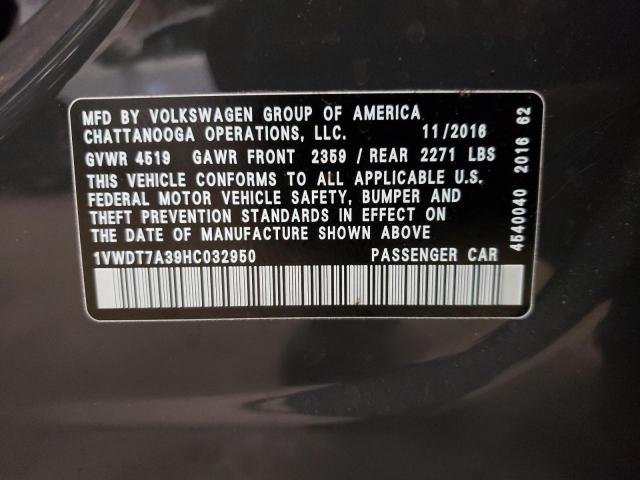 MFD BY VOLKSWAGEN GROUP OF AMERICA
CHATTANOOGA OPERATIONS, LLC. 11/2016
GVWR 4519 GAWR FRONT 2359 / REAR 2271 LBS
THIS VEHICLE CONFORMS TO ALL APPLICABLE U.S.
FEDERAL MOTOR VEHICLE SAFETY, BUMPER AND
THEFT PREVENTION STANDARDS IN EFFECT ON
THE DATE OF MANUFACTURE SHOWN ABOVE
1VWDT7A39HC032950 PASSENGER CAR
4540040 2016 62